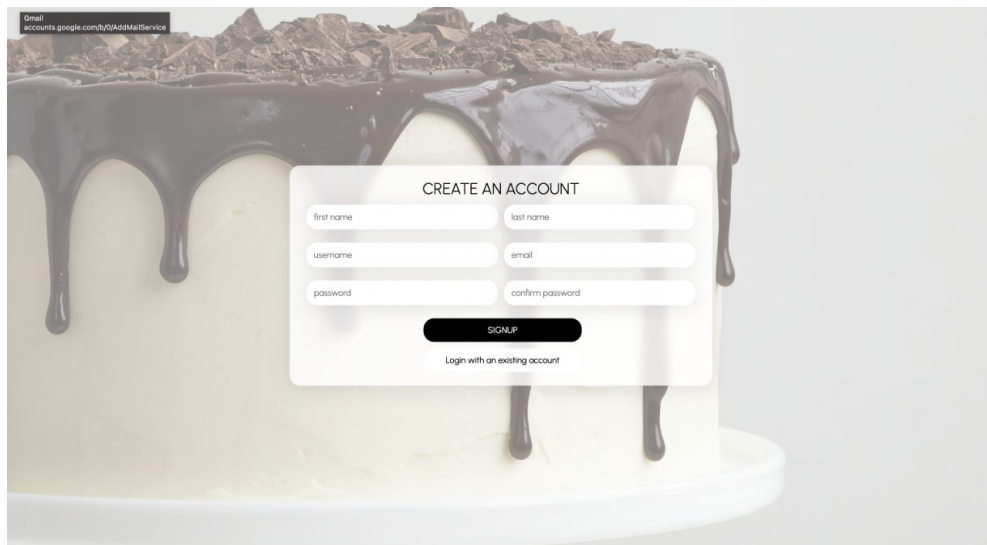 Gmail
accounts.google.com/b/0/AddMailService
CREATE AN ACCOUNT
first name
last name
username
email
password
confirm password
SIGNUP
Login with an existing account